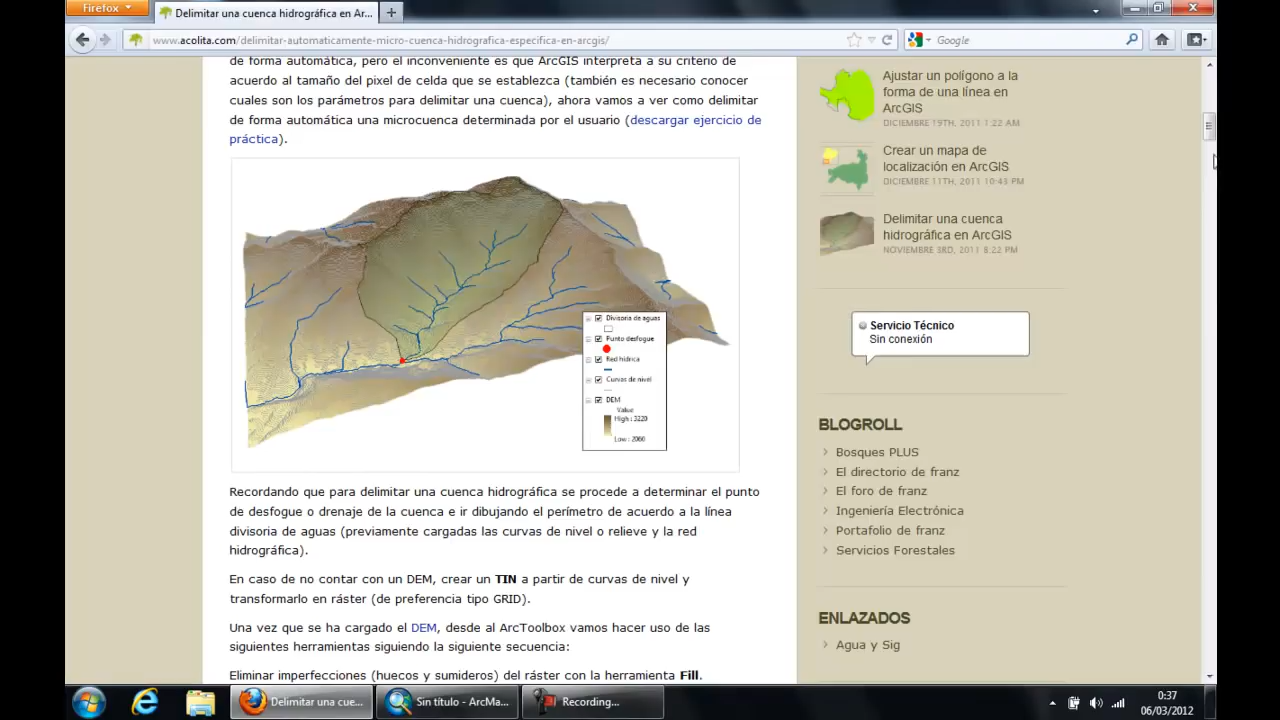 Firefox
Delimitar una cuenca hidrográfica en Ar...
www.acolita.com/delimitar-automaticamente-micro-cuenca-hidrografica-especifica-en-arcgis/
Google
de forma automática, pero el inconveniente es que ArcGIS interpreta a su criterio de
acuerdo al tamaño del pixel de celda que se establezca (también es necesario conocer
cuales son los parámetros para delimitar una cuenca), ahora vamos a ver como delimitar
de forma automática una microcuenca determinada por el usuario (descargar ejercicio de
práctica).
Divisoria de aguas
Punto desfogue
Red hídrica
Curvas de nivel
DEM
Value
High : 3220
Low : 2066
Recordando que para delimitar una cuenca hidrográfica se procede a determinar el punto
de desfogue o drenaje de la cuenca e ir dibujando el perímetro de acuerdo a la línea
divisoria de aguas (previamente cargadas las curvas de nivel o relieve y la red
hidrográfica).
En caso de no contar con un DEM, crear un TIN a partir de curvas de nivel y
transformarlo en ráster (de preferencia tipo GRID).
Una vez que se ha cargado el DEM, desde al ArcToolbox vamos hacer uso de las
siguientes herramientas siguiendo la siguiente secuencia:
Eliminar imperfecciones (huecos y sumideros) del ráster con la herramienta Fill.
Ajustar un polígono a la
forma de una línea en
ArcGIS
DICIEMBRE 19TH, 2011 1:22 AM
Crear un mapa de
localización en ArcGIS
DICIEMBRE 11TH, 2011 10:43 PM
Delimitar una cuenca
hidrográfica en ArcGIS
NOVIEMBRE 3RD, 2011 8:22 PM
Servicio Técnico
Sin conexión
BLOGROLL
Bosques PLUS
El directorio de franz
El foro de franz
Ingeniería Electrónica
Portafolio de franz
Servicios Forestales
ENLAZADOS
Agua y Sig
Delimitar una cue...
Sin título - ArcMa...
Recording...
0:37
06/03/2012